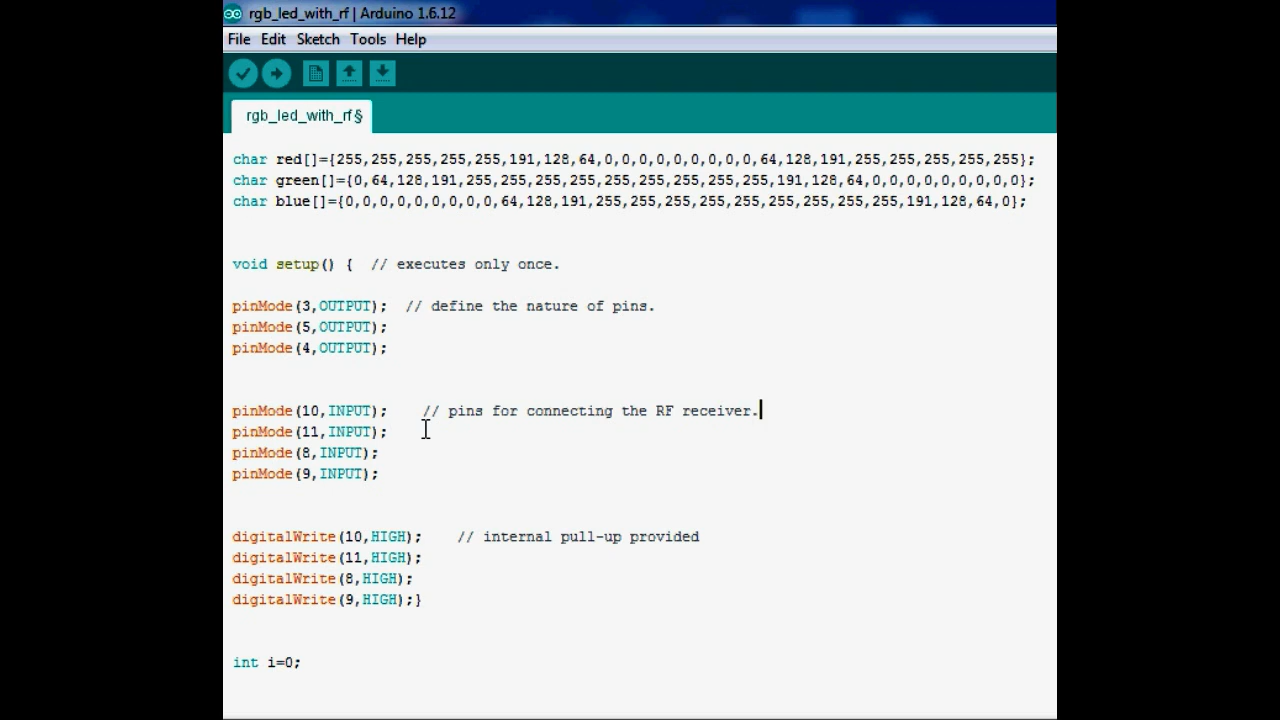 rgb_led_with_rf | Arduino 1.6.12
File Edit Sketch Tools Help
rgb_led_with_rf§
char red[]={255,255,255,255,255,191,128,64,0,0,0,0,0,0,0,0,0,64,128,191,255,255,255,255,255};
char green[]={0,64,128,191,255,255,255,255,255,255,255,255,255,191,128,64,0,0,0,0,0,0,0,0,0};
char blue[]={0,0,0,0,0,0,0,0,0,64,128,191,255,255,255,255,255,255,255,255,255,191,128,64,0};
void setup() { // executes only once.
pinMode(3,OUTPUT); // define the nature of pins.
pinMode(5,OUTPUT);
pinMode(4,OUTPUT);
pinMode(10,INPUT); // pins for connecting the RF receiver.
pinMode(11,INPUT);
pinMode(8,INPUT);
pinMode(9,INPUT);
digitalWrite(10,HIGH); // internal pull-up provided
digitalWrite(11,HIGH);
digitalWrite(8,HIGH);
digitalWrite(9,HIGH);}
int i=0;